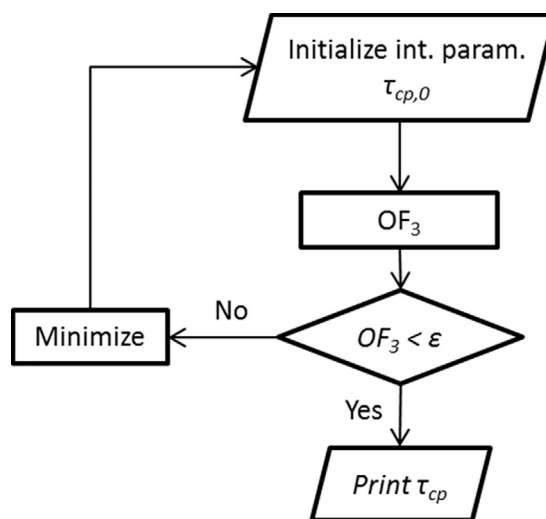 Initialize int. param.
τcp,0
OF₃
OF₃ < ε
No
Minimize
Yes
Print τcp